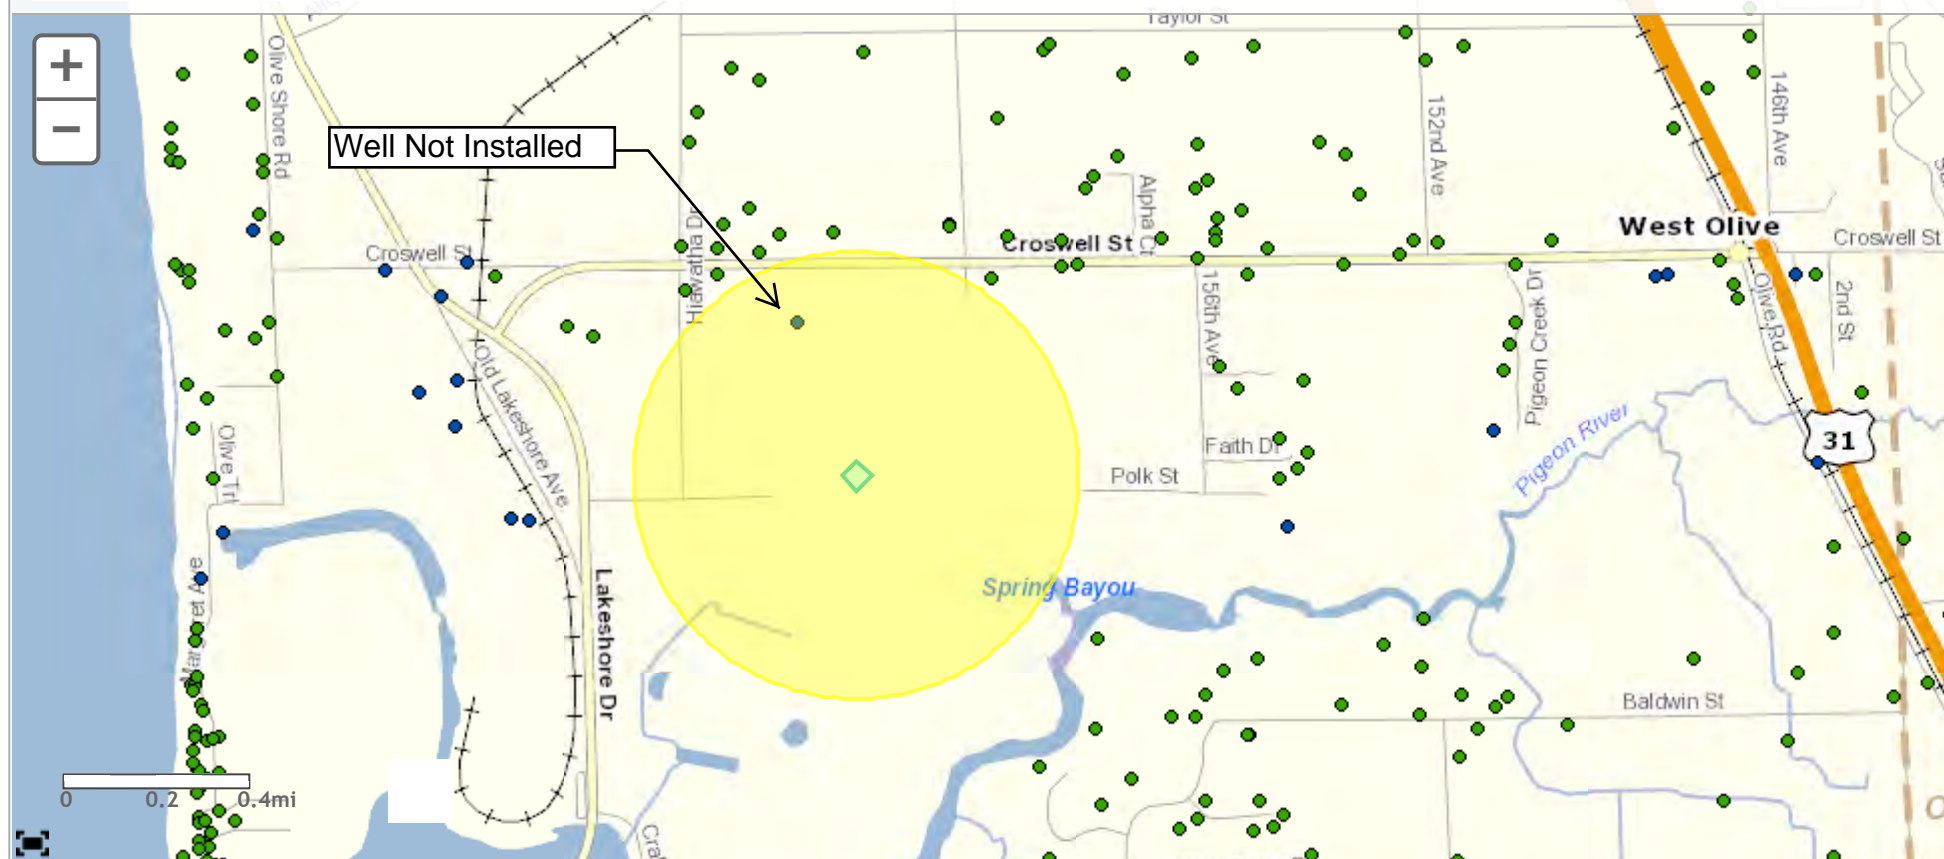 Taylor St
+
−
Olive Shore Rd
Well Not Installed
152nd Ave
146th Ave
Alpha Ct
Hiawatha Dr
West Olive
Croswell St
Croswell St
Croswell St
156th Ave
Pigeon Creek Dr
Olive Rd
2nd St
Old Lakeshore Ave
Olive Trl
Pigeon River
31
Faith Dr
Polk St
Spring Bayou
Lakeshore Dr
Baldwin St
0 0.2 0.4mi